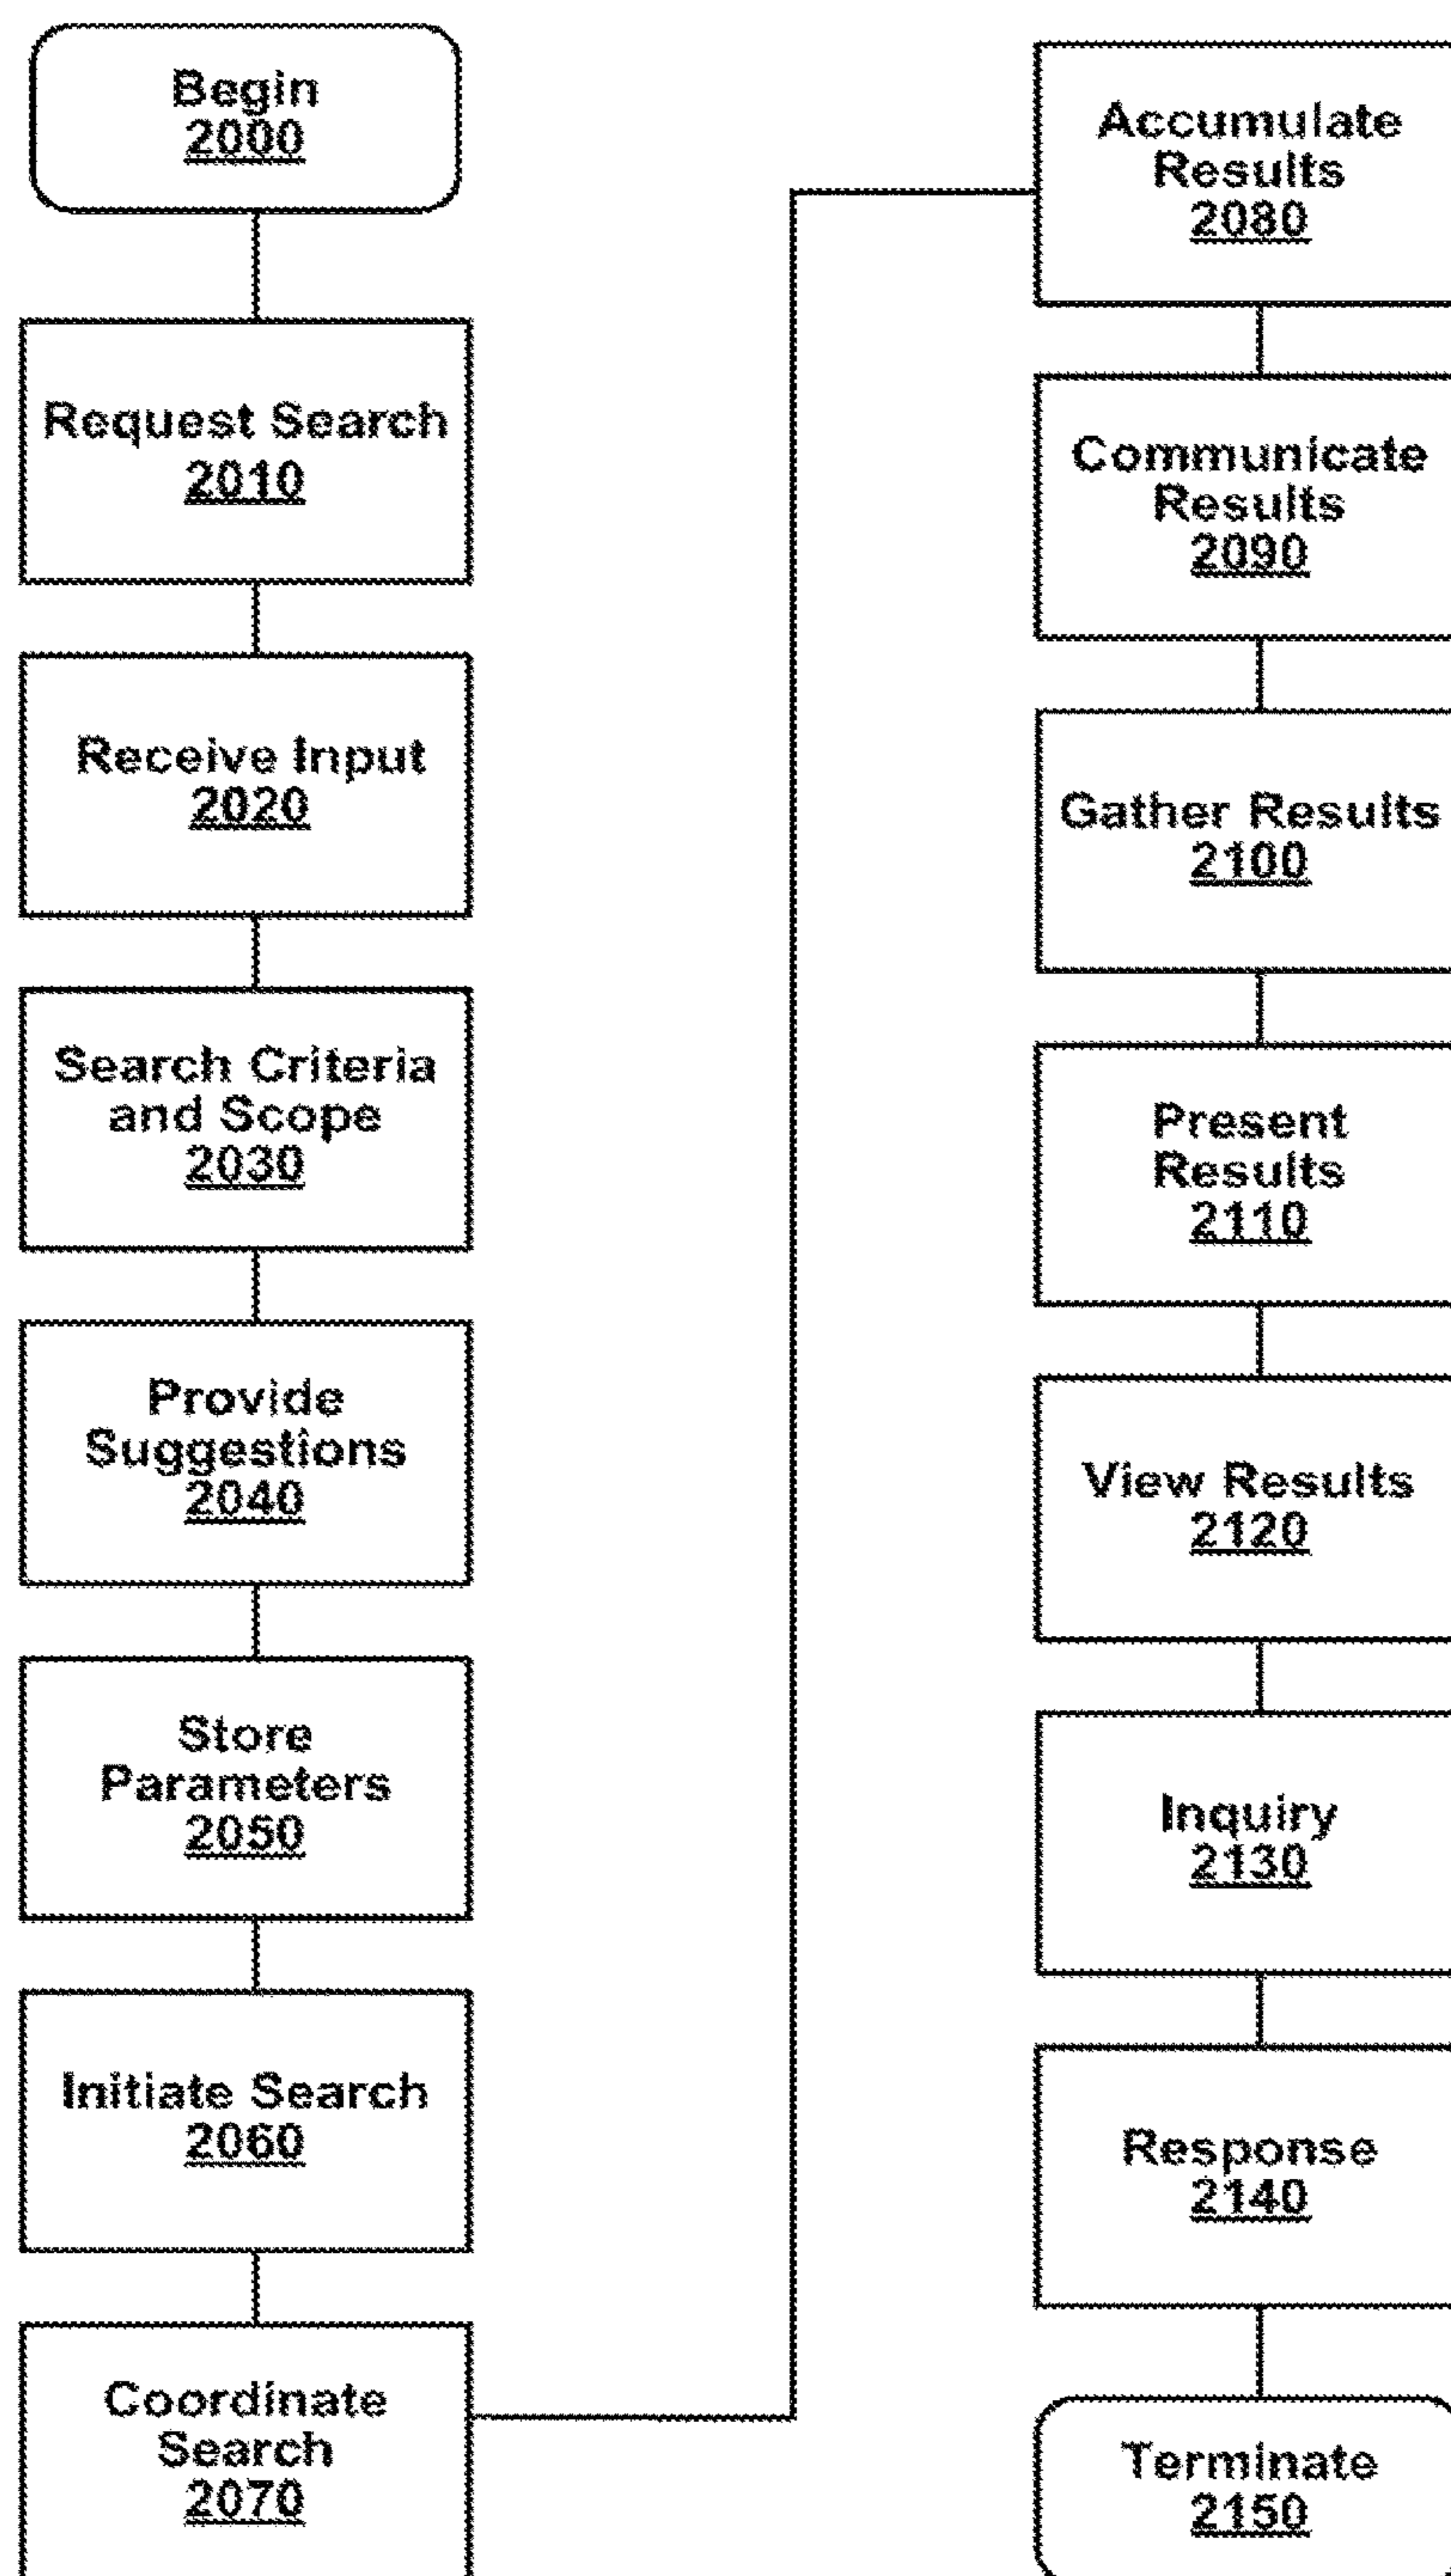 Begin
2000
Request Search
2010
Receive Input
2020
Search Criteria
and Scope
2030
Provide
Suggestions
2040
Store
Parameters
2050
Initiate Search
2060
Coordinate
Search
2070
Accumulate
Results
2080
Communicate
Results
2090
Gather Results
2100
Present
Results
2110
View Results
2120
Inquiry
2130
Response
2140
Terminate
2150